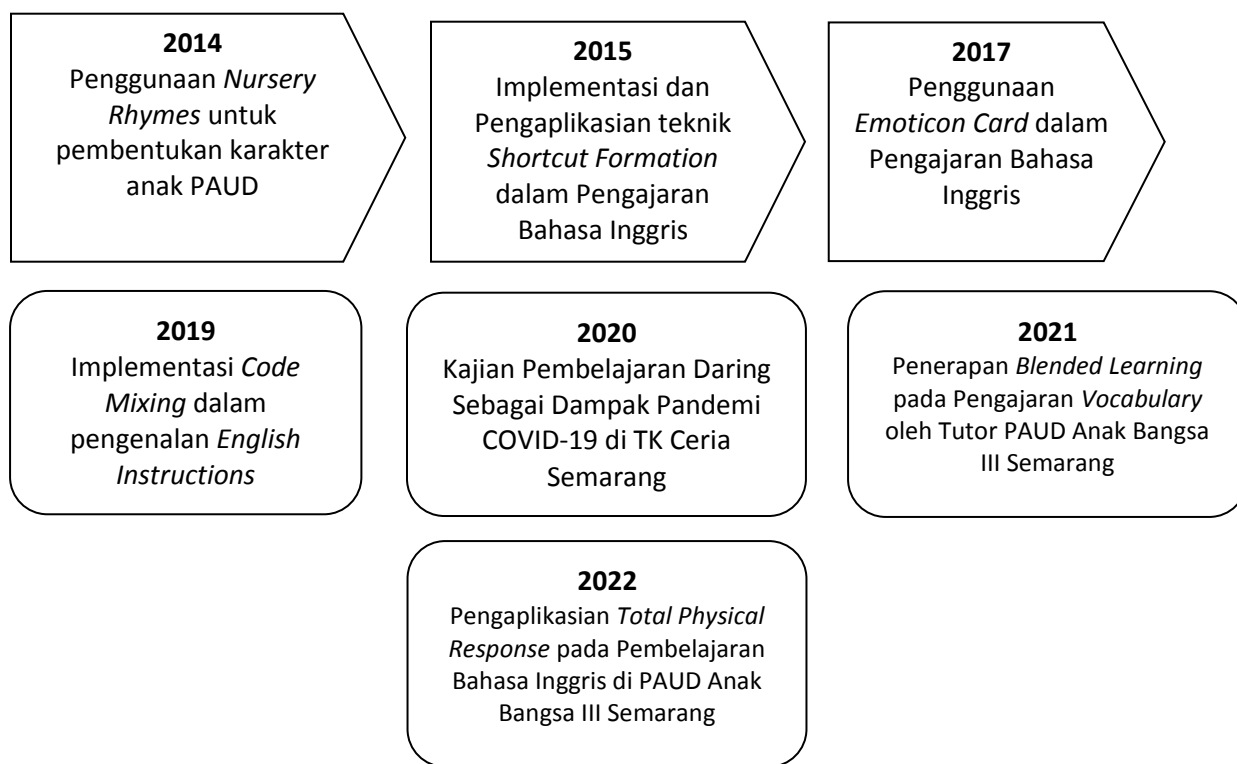 2014
Penggunaan Nursery
Rhymes untuk
pembentukan karakter
anak PAUD
2015
Implementasi dan
Pengaplikasian teknik
Shortcut Formation
dalam Pengajaran
Bahasa Inggris
2017
Penggunaan
Emoticon Card dalam
Pengajaran Bahasa
Inggris
2019
Implementasi Code
Mixing dalam
pengenalan English
Instructions
2020
Kajian Pembelajaran Daring
Sebagai Dampak Pandemi
COVID-19 di TK Ceria
Semarang
2021
Penerapan Blended Learning
pada Pengajaran Vocabulary
oleh Tutor PAUD Anak Bangsa
III Semarang
2022
Pengaplikasian Total Physical
Response pada Pembelajaran
Bahasa Inggris di PAUD Anak
Bangsa III Semarang